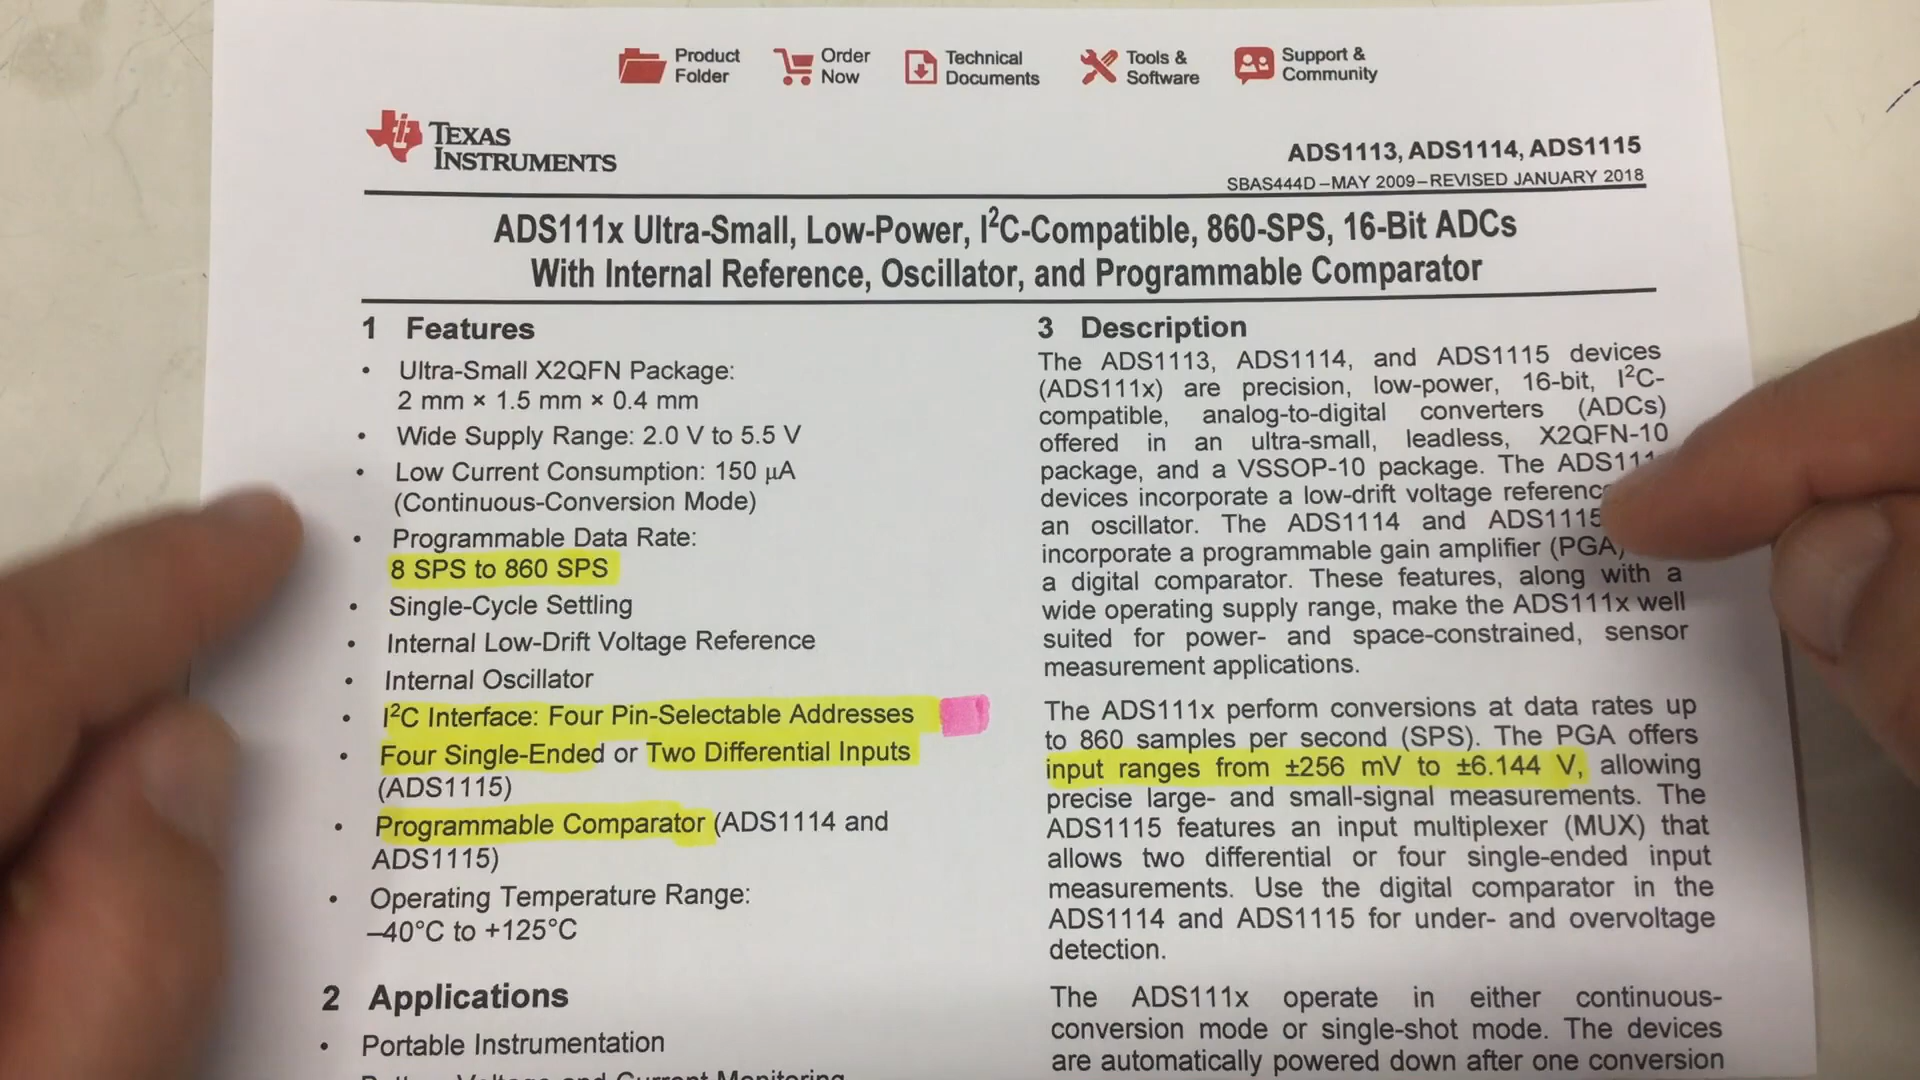 Product Folder
Order Now
Technical Documents
Tools & Software
Support & Community
TEXAS
INSTRUMENTS
ADS1113, ADS1114, ADS1115
SBAS444D –MAY 2009–REVISED JANUARY 2018
ADS111x Ultra-Small, Low-Power, I²C-Compatible, 860-SPS, 16-Bit ADCs
With Internal Reference, Oscillator, and Programmable Comparator
1 Features
• Ultra-Small X2QFN Package:
2 mm × 1.5 mm × 0.4 mm
• Wide Supply Range: 2.0 V to 5.5 V
• Low Current Consumption: 150 μA
(Continuous-Conversion Mode)
• Programmable Data Rate:
8 SPS to 860 SPS
• Single-Cycle Settling
• Internal Low-Drift Voltage Reference
• Internal Oscillator
• I²C Interface: Four Pin-Selectable Addresses
• Four Single-Ended or Two Differential Inputs
(ADS1115)
• Programmable Comparator (ADS1114 and
ADS1115)
• Operating Temperature Range:
–40°C to +125°C
2 Applications
• Portable Instrumentation
3 Description
The ADS1113, ADS1114, and ADS1115 devices
(ADS111x) are precision, low-power, 16-bit, I²C-
compatible, analog-to-digital converters (ADCs)
offered in an ultra-small, leadless, X2QFN-10
package, and a VSSOP-10 package. The
devices incorporate a low-drift voltage
an oscillator. The ADS1114 and ADS1115
incorporate a programmable gain amplifier (PGA)
a digital comparator. These features, along with a
wide operating supply range, make the ADS111x well
suited for power- and space-constrained, sensor
measurement applications.
The ADS111x perform conversions at data rates up
to 860 samples per second (SPS). The PGA offers
input ranges from ±256 mV to ±6.144 V, allowing
precise large- and small-signal measurements. The
ADS1115 features an input multiplexer (MUX) that
allows two differential or four single-ended input
measurements. Use the digital comparator in the
ADS1114 and ADS1115 for under- and overvoltage
detection.
The ADS111x operate in either continuous-
conversion mode or single-shot mode. The devices
are automatically powered down after one conversion